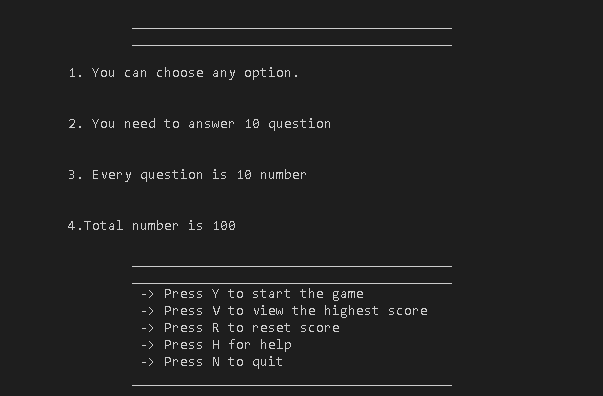 1. You can choose any option.
2. You need to answer 10 question
3. Every question is 10 number
4.Total number is 100
-> Press Y to start the game
-> Press V to view the highest score
-> Press R to reset score
-> Press H for help
-> Press N to quit